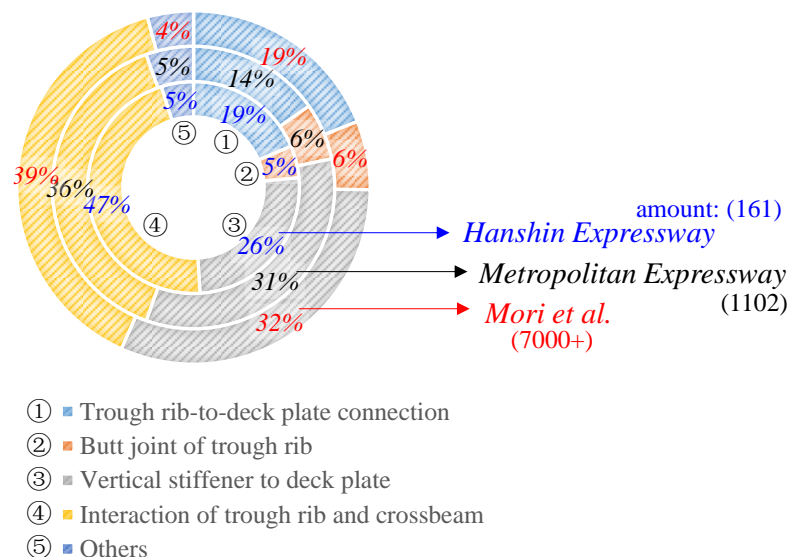 4%
19%
5%
14%
5%
19%
⑤
①
6%
6%
②
5%
39%
36%
47%
④
③
26%
31%
32%
amount: (161)
Hanshin Expressway
Metropolitan Expressway
(1102)
Mori et al.
(7000+)
① Trough rib-to-deck plate connection
② Butt joint of trough rib
③ Vertical stiffener to deck plate
④ Interaction of trough rib and crossbeam
⑤ Others